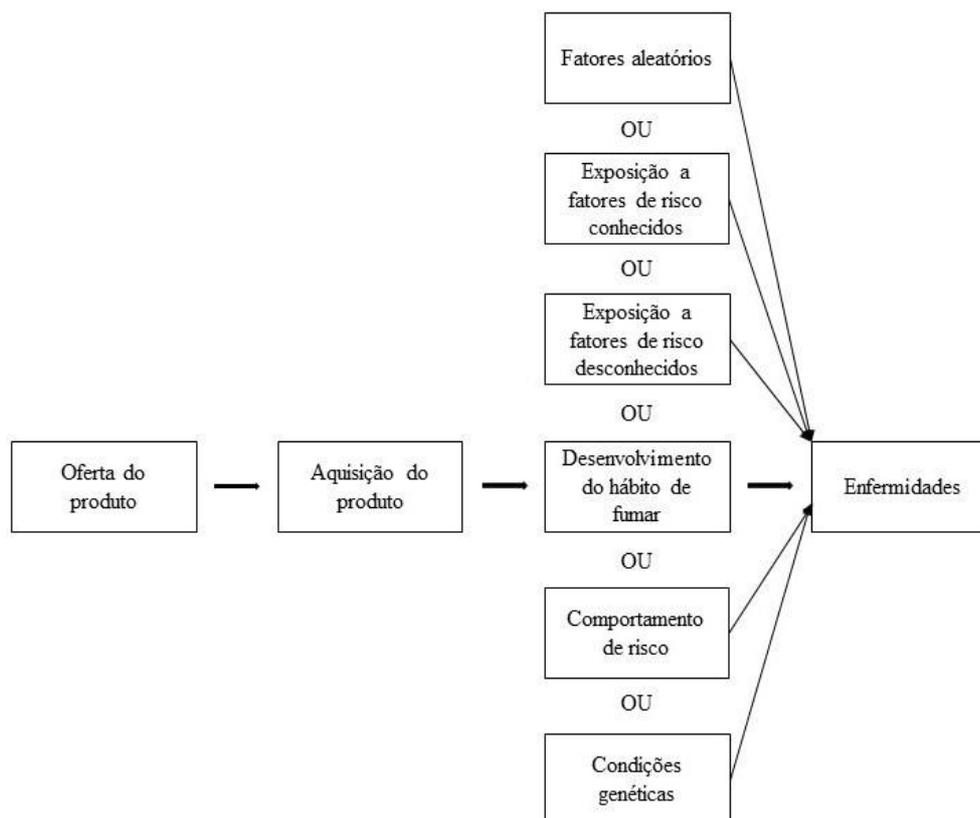 Fatores aleatórios
OU
Exposição a
fatores de risco
conhecidos
OU
Exposição a
fatores de risco
desconhecidos
OU
Oferta do
produto
Aquisição do
produto
Desenvolvimento
do hábito de
fumar
Enfermidades
OU
Comportamento
de risco
OU
Condições
genéticas